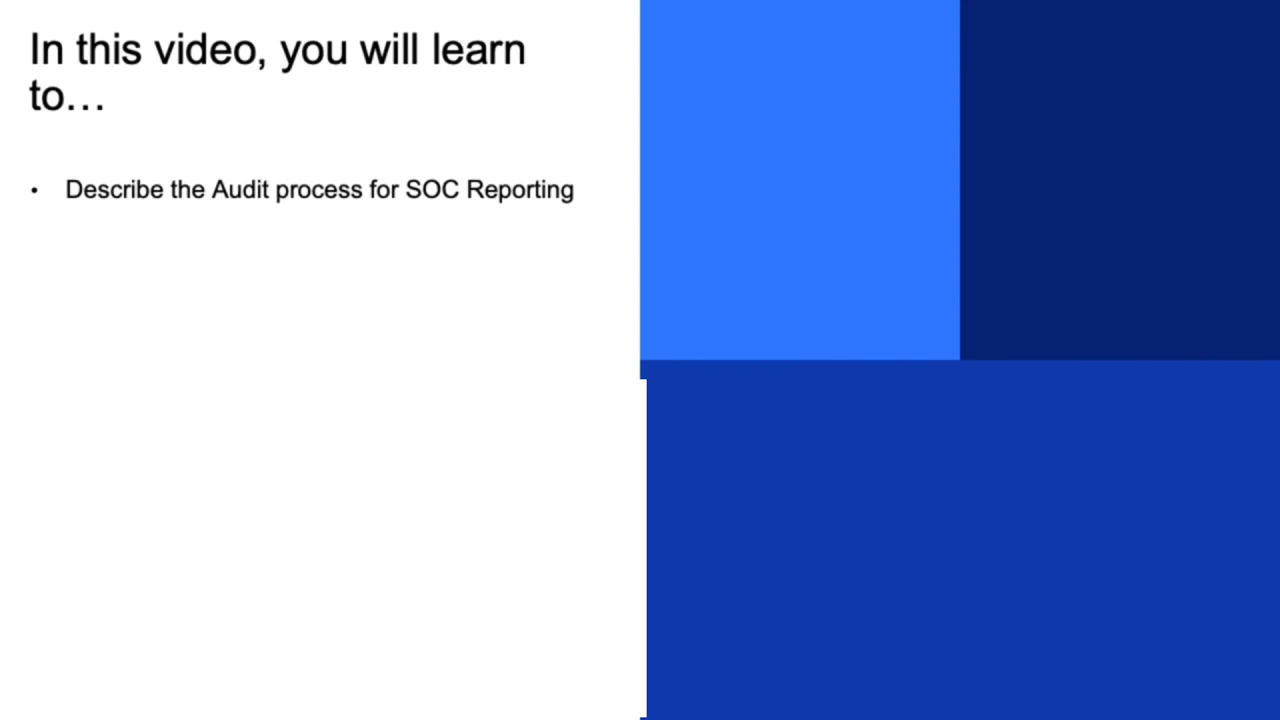 In this video, you will learn
to…
• Describe the Audit process for SOC Reporting